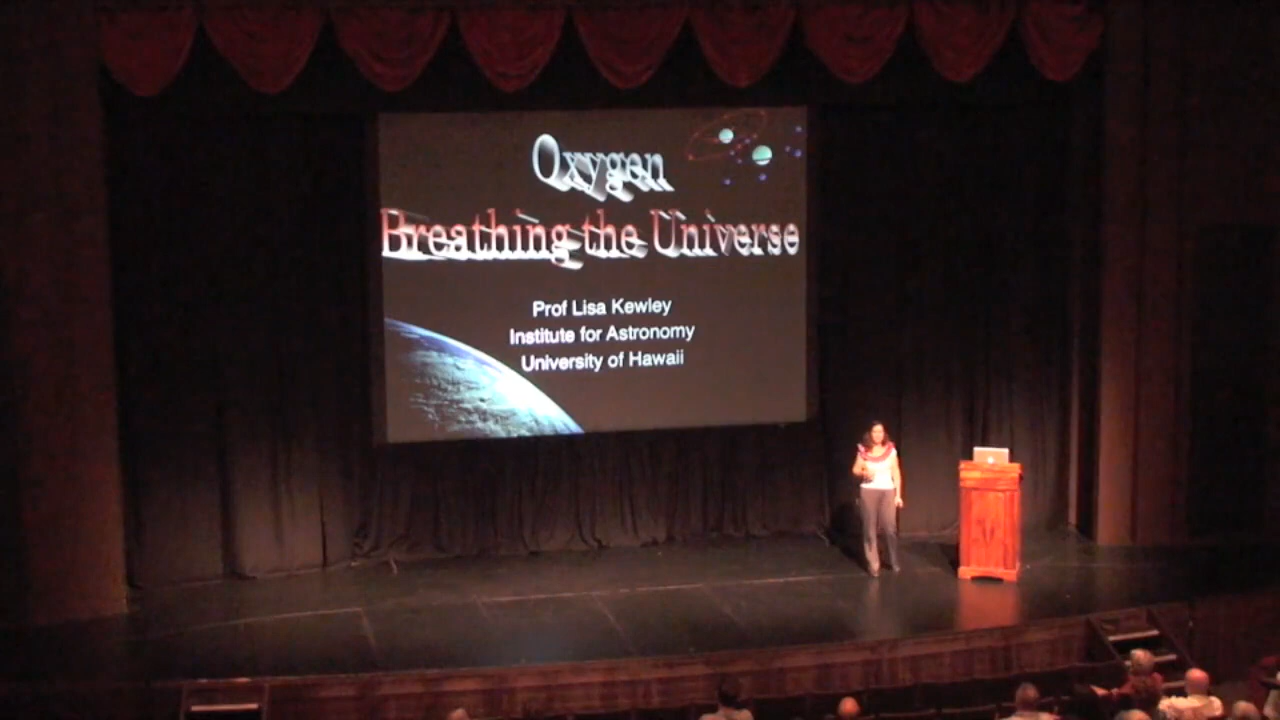 Oxygen
Breathing the Universe
Prof Lisa Kewley
Institute for Astronomy
University of Hawaii